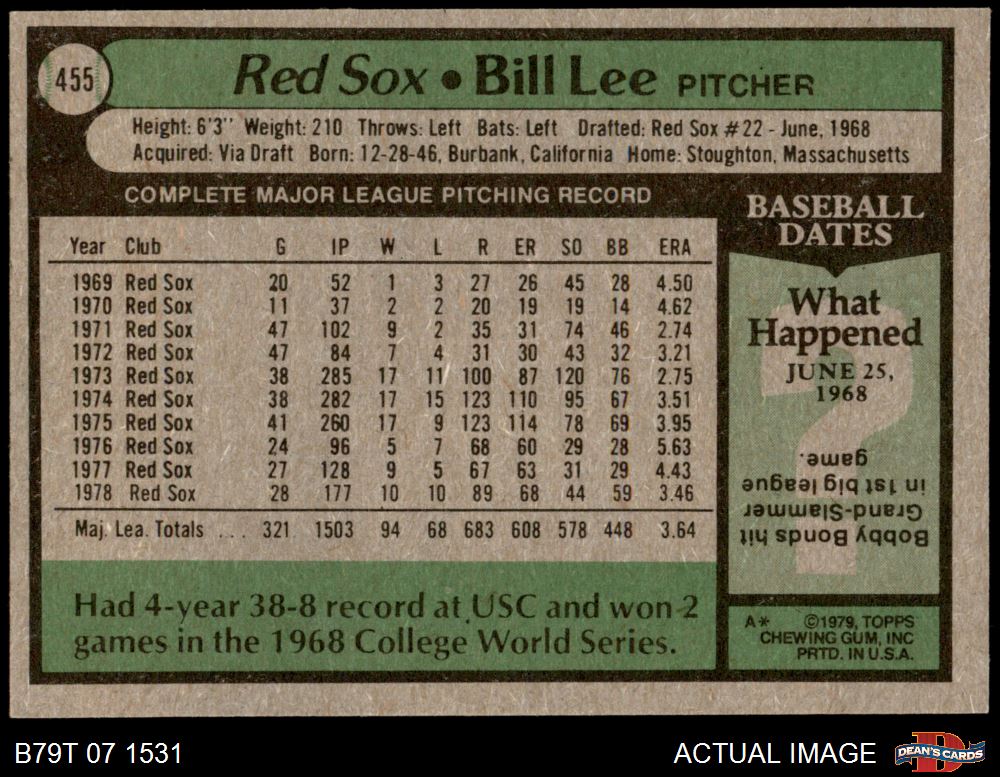 455
Red Sox • Bill Lee PITCHER
Height: 6'3" Weight: 210 Throws: Left Bats: Left Drafted: Red Sox #22 - June, 1968
Acquired: Via Draft Born: 12-28-46, Burbank, California Home: Stoughton, Massachusetts
COMPLETE MAJOR LEAGUE PITCHING RECORD
Year Club G IP W L R ER SO BB ERA
1969 Red Sox 20 52 1 3 27 26 45 28 4.50
1970 Red Sox 11 37 2 2 20 19 19 14 4.62
1971 Red Sox 47 102 9 2 35 31 74 46 2.74
1972 Red Sox 47 84 7 4 31 30 43 32 3.21
1973 Red Sox 38 285 17 11 100 87 120 76 2.75
1974 Red Sox 38 282 17 15 123 110 95 67 3.51
1975 Red Sox 41 260 17 9 123 114 78 69 3.95
1976 Red Sox 24 96 5 7 68 60 29 28 5.63
1977 Red Sox 27 128 9 5 67 63 31 29 4.43
1978 Red Sox 28 177 10 10 89 68 44 59 3.46
Maj. Lea. Totals ... 321 1503 94 68 683 608 578 448 3.64
Had 4-year 38-8 record at USC and won 2
games in the 1968 College World Series.
BASEBALL
DATES
What
Happened
JUNE 25,
1968
Bobby Bonds hit
Grand-Slammer
in 1st big league
game.
A* ©1979, TOPPS
CHEWING GUM, INC
PRTD. IN U.S.A.
B79T 07 1531
ACTUAL IMAGE
DEAN'S CARDS